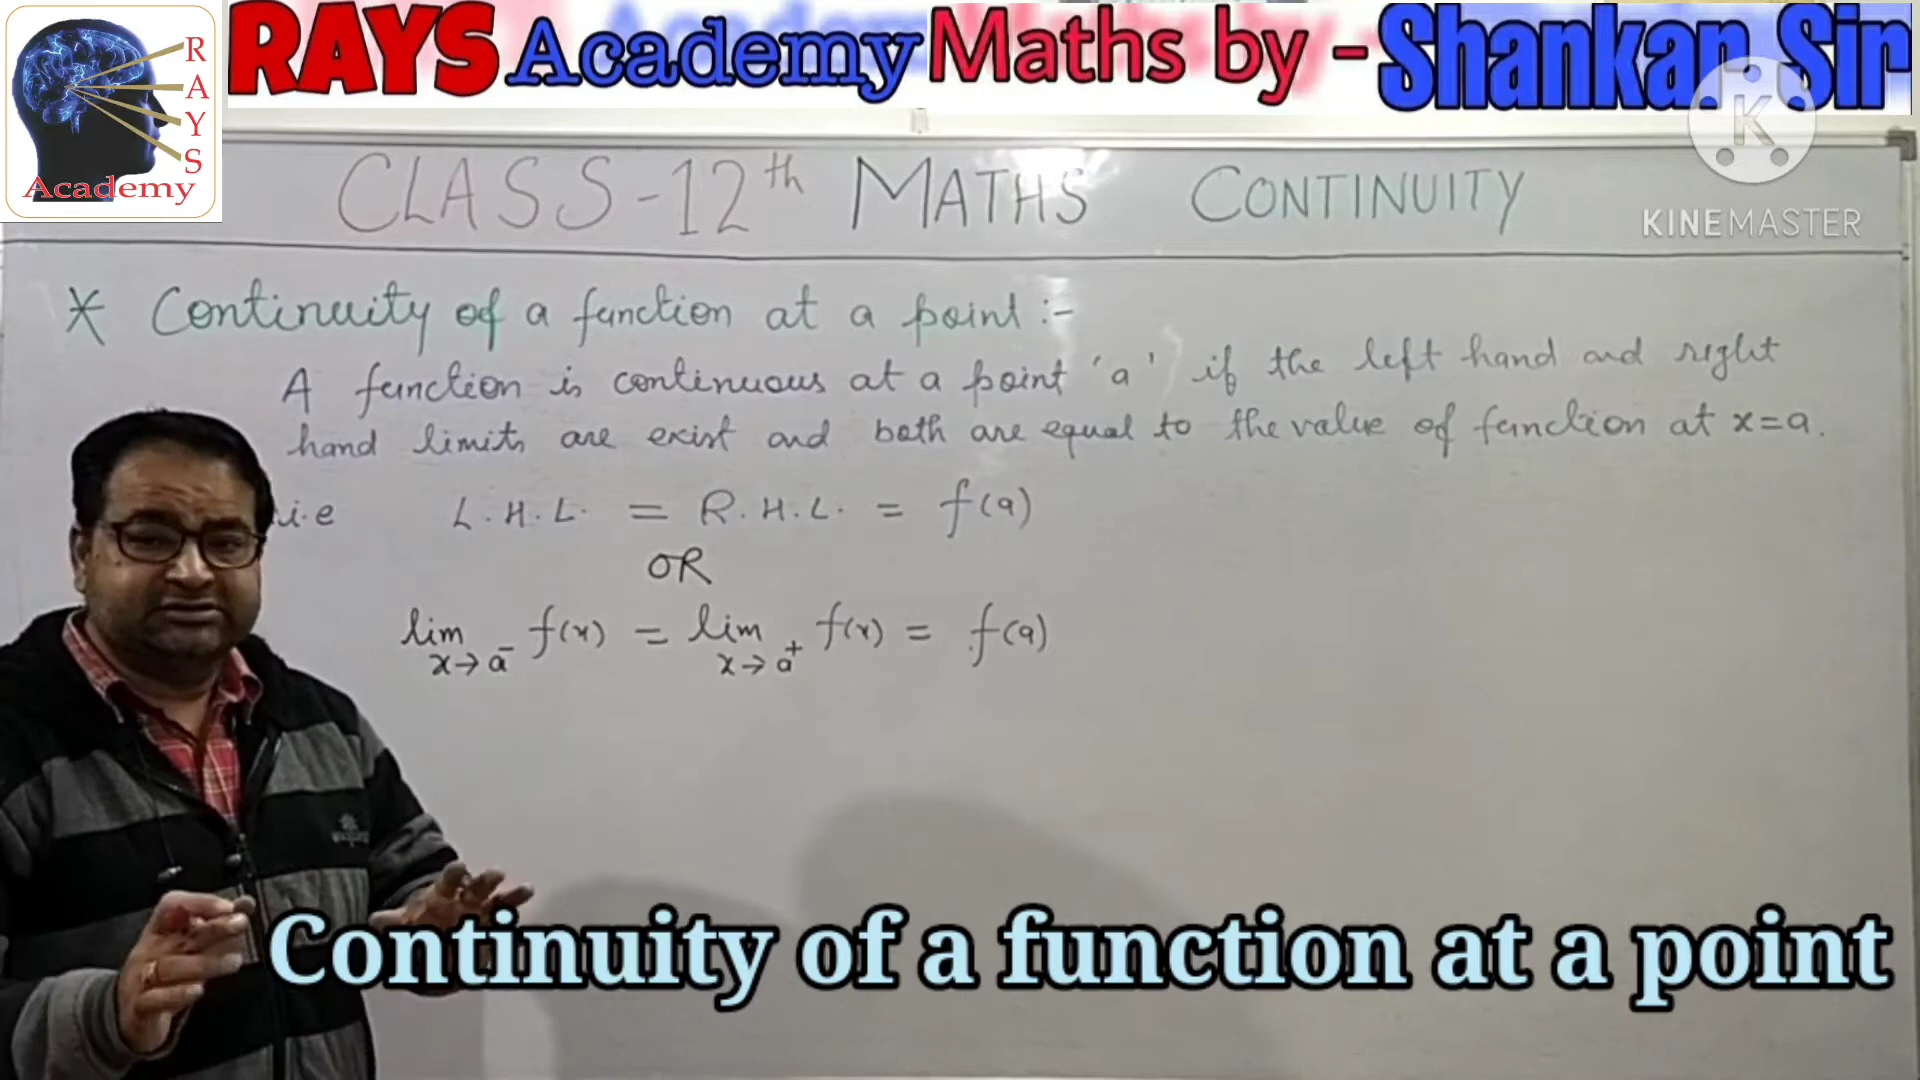 RAYS Academy Maths by - Shankar Sir
RAYS
Academy
K
KINEMASTER
CLASS-12th MATHS CONTINUITY
* Continuity of a function at a point :-
A function is continuous at a point 'a' if the left hand and right
hand limits are exist and both are equal to the value of function at x=a.
i.e L.H.L. = R.H.L. = f(a)
OR
lim f(x) = lim f(x) = f(a)
x→a⁻ x→a⁺
Continuity of a function at a point